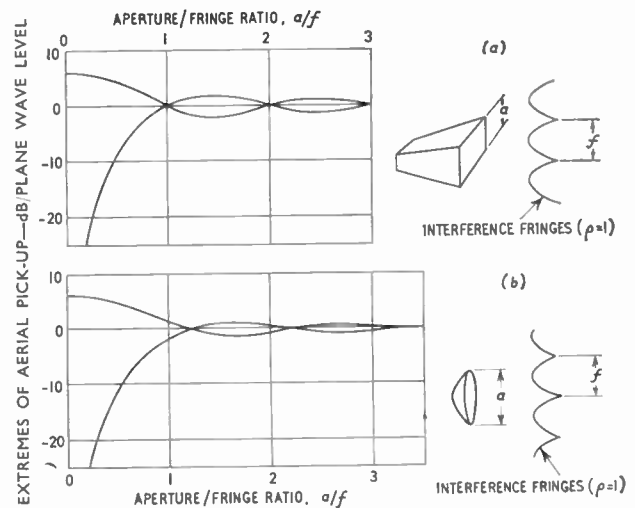 APERTURE/FRINGE RATIO, a/f
0 1 2 3
EXTREMES OF AERIAL PICK-UP—dB/PLANE WAVE LEVEL
10
0
-10
-20
(a)
a
f
INTERFERENCE FRINGES (ρ=1)
10
0
-10
-20
0 1 2 3
APERTURE/FRINGE RATIO, a/f
(b)
a
f
INTERFERENCE FRINGES (ρ=1)